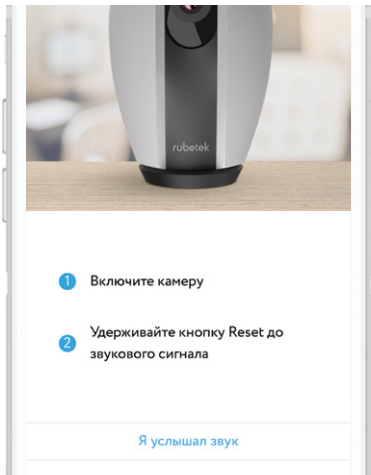 rubetek
1 Включите камеру
2 Удерживайте кнопку Reset до
звукового сигнала
Я услышал звук